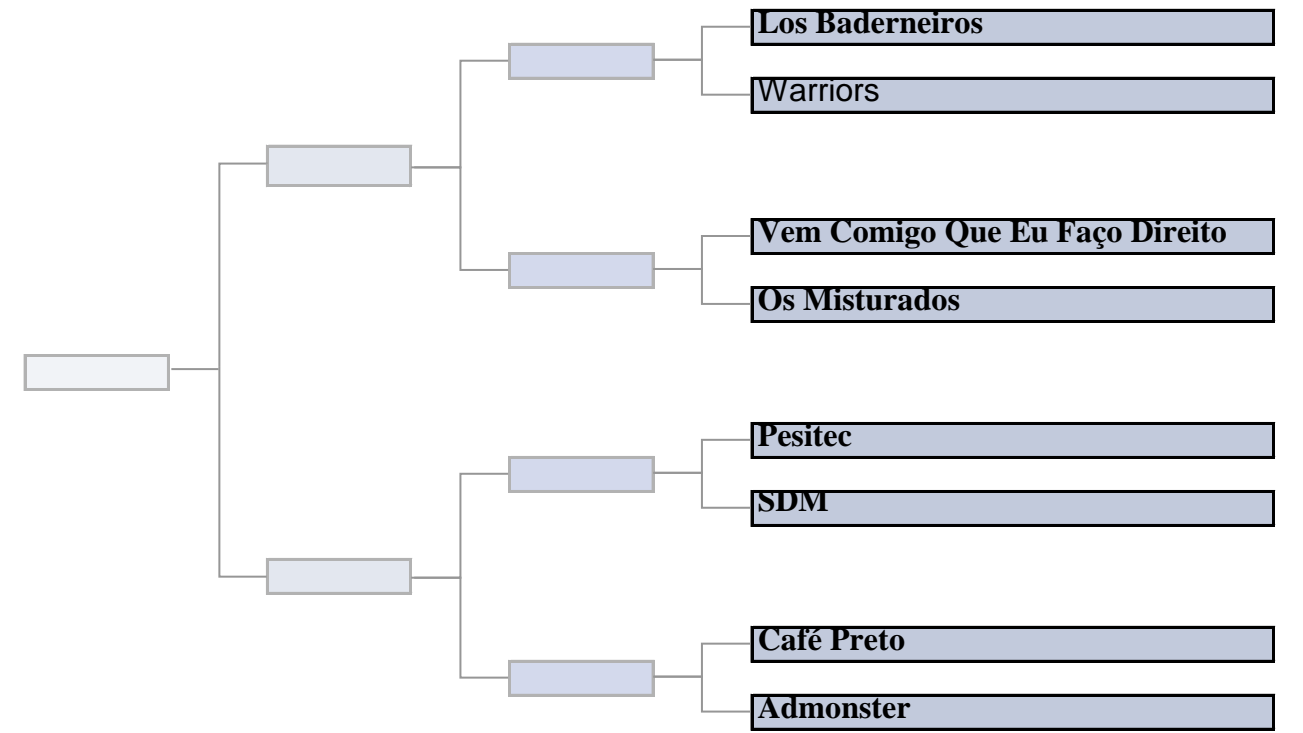 Los Baderneiros
Warriors
Vem Comigo Que Eu Faço Direito
Os Misturados
Pesitec
SDM
Café Preto
Admonster